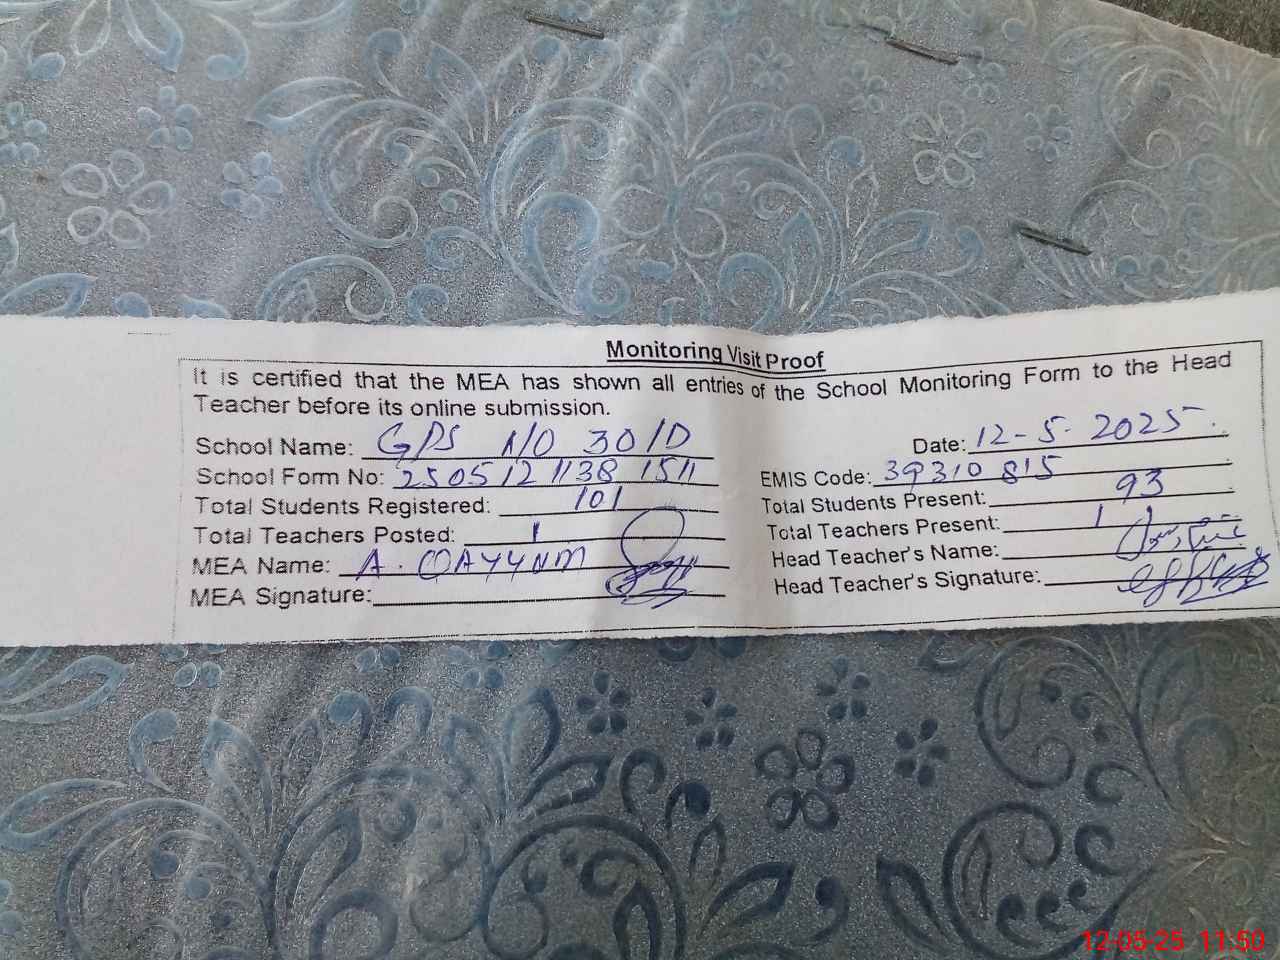 Monitoring Visit Proof
It is certified that the MEA has shown all entries of the School Monitoring Form to the Head
Teacher before its online submission.
School Name: GPS N/O 30/D Date: 12-5-2025
School Form No: 250512 1138 1511 EMIS Code: 39310815
Total Students Registered: 101 Total Students Present: 93
Total Teachers Posted: 1 Total Teachers Present: 1
MEA Name: A. QAYYUM Head Teacher's Name:
MEA Signature: Head Teacher's Signature:
12-05-25 11:50